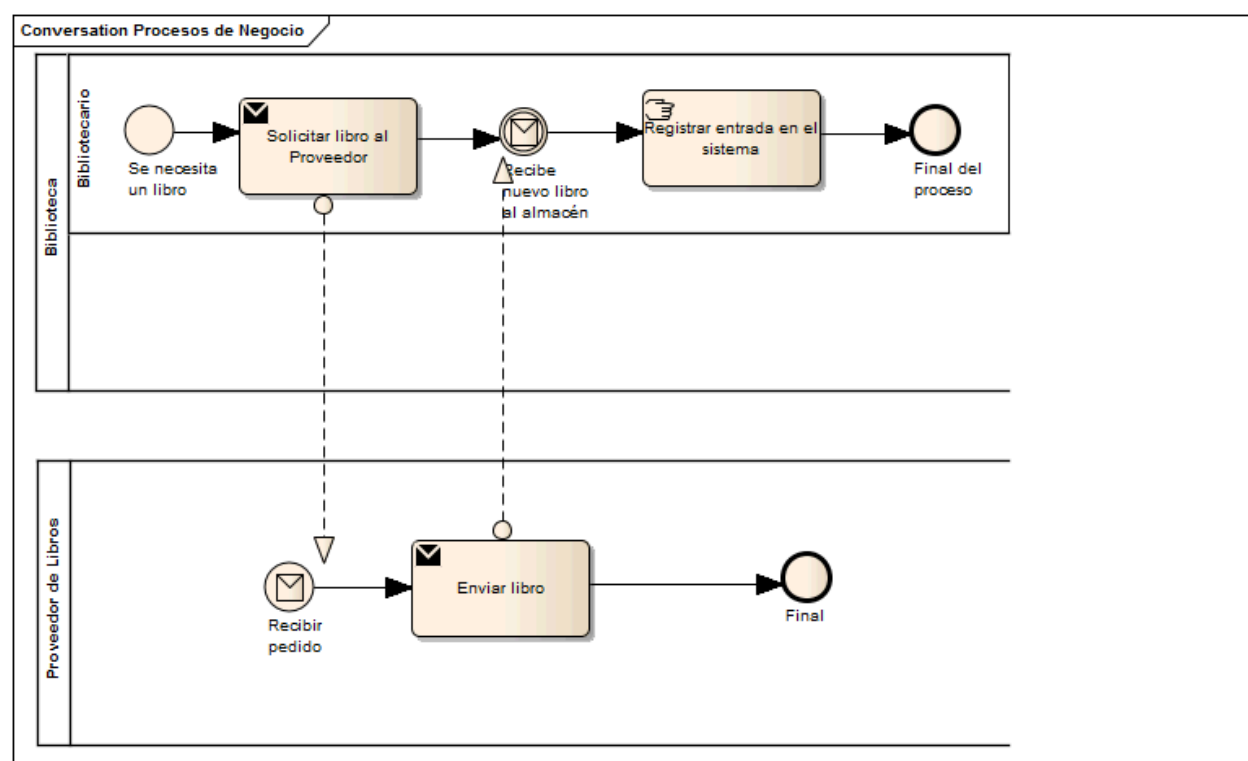 Conversation Procesos de Negocio
Biblioteca
Bibliotecario
Se necesita
un libro
Solicitar libro al
Proveedor
Recibe
nuevo libro
al almacén
Registrar entrada en el
sistema
Final del
proceso
Proveedor de Libros
Recibir
pedido
Enviar libro
Final